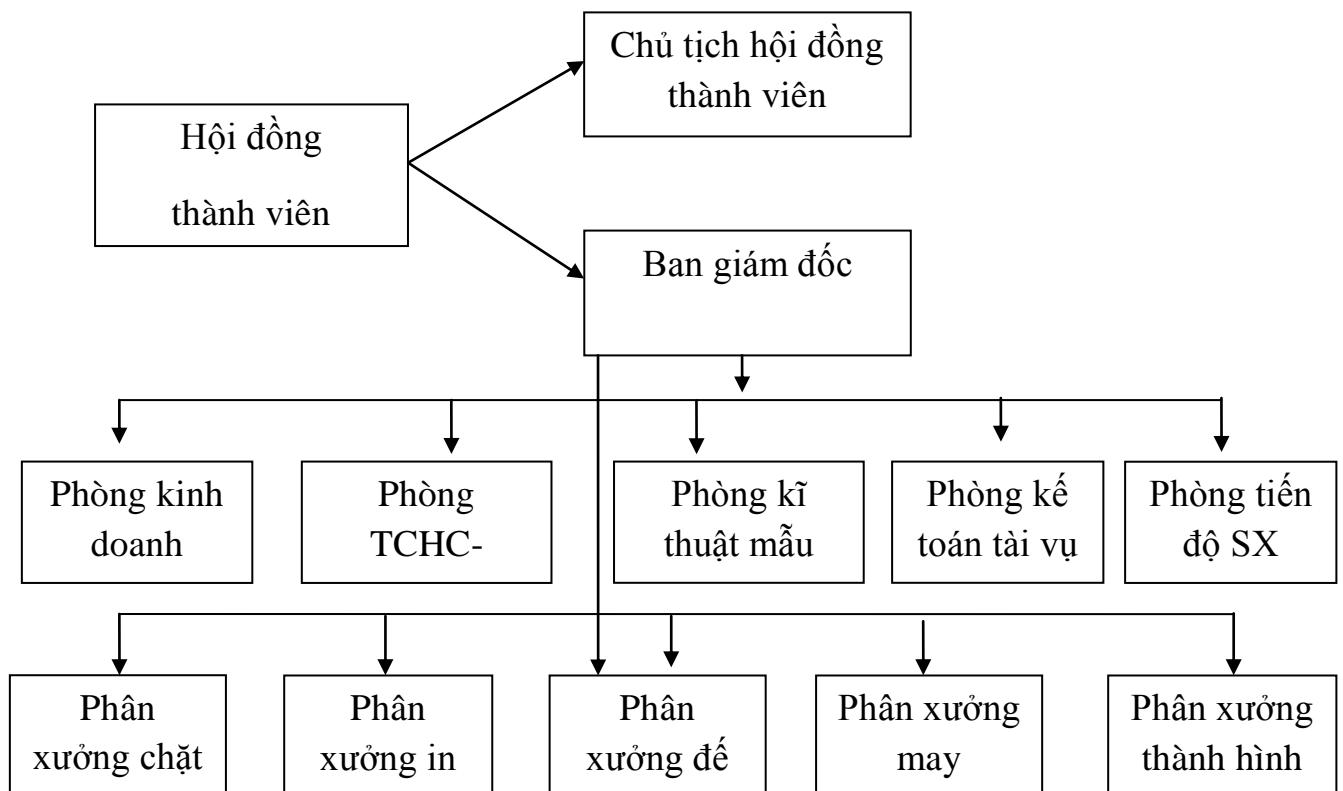 Chủ tịch hội đồng
thành viên
Hội đồng
thành viên
Ban giám đốc
Phòng kinh
doanh
Phòng
TCHC-
Phòng kĩ
thuật mẫu
Phòng kế
toán tài vụ
Phòng tiến
độ SX
Phân
xưởng chặt
Phân
xưởng in
Phân
xưởng đế
Phân xưởng
may
Phân xưởng
thành hình